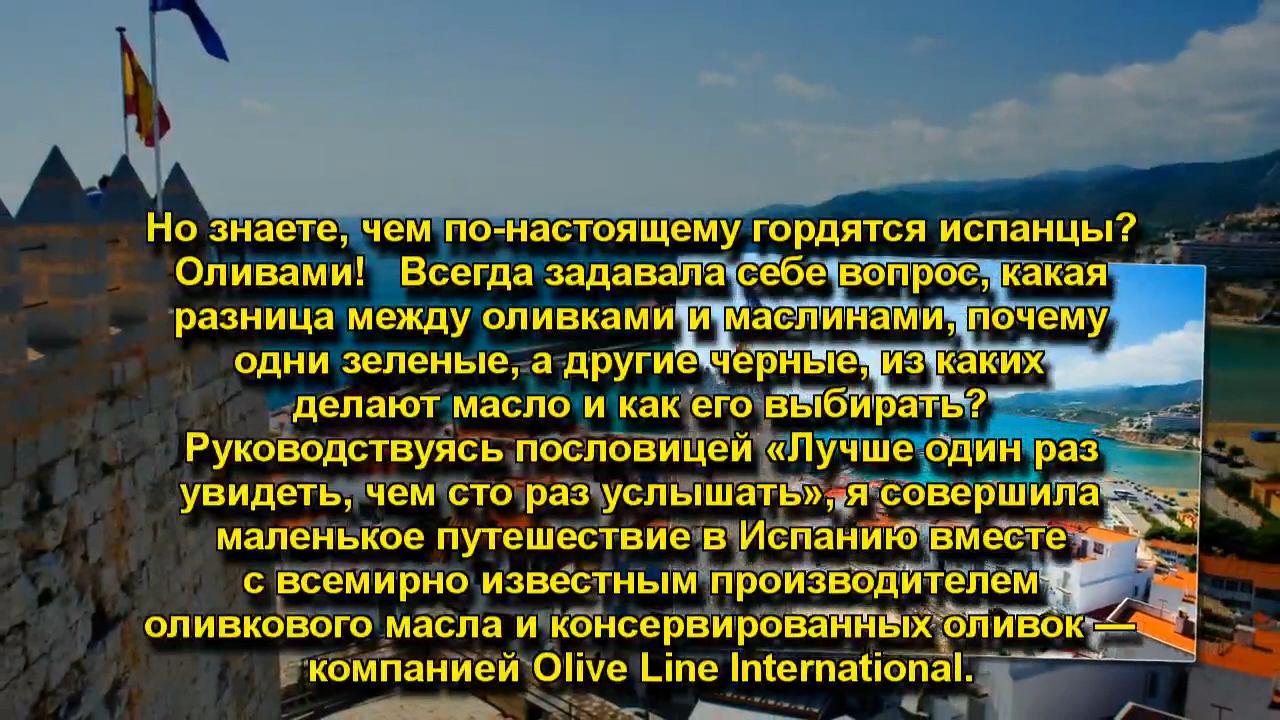 Но знаете, чем по-настоящему гордятся испанцы?
Оливами! Всегда задавала себе вопрос, какая
разница между оливками и маслинами, почему
одни зеленые, а другие черные, из каких
делают масло и как его выбирать?
Руководствуясь пословицей «Лучше один раз
увидеть, чем сто раз услышать», я совершила
маленькое путешествие в Испанию вместе
с всемирно известным производителем
оливкового масла и консервированных оливок —
компанией Olive Line International.